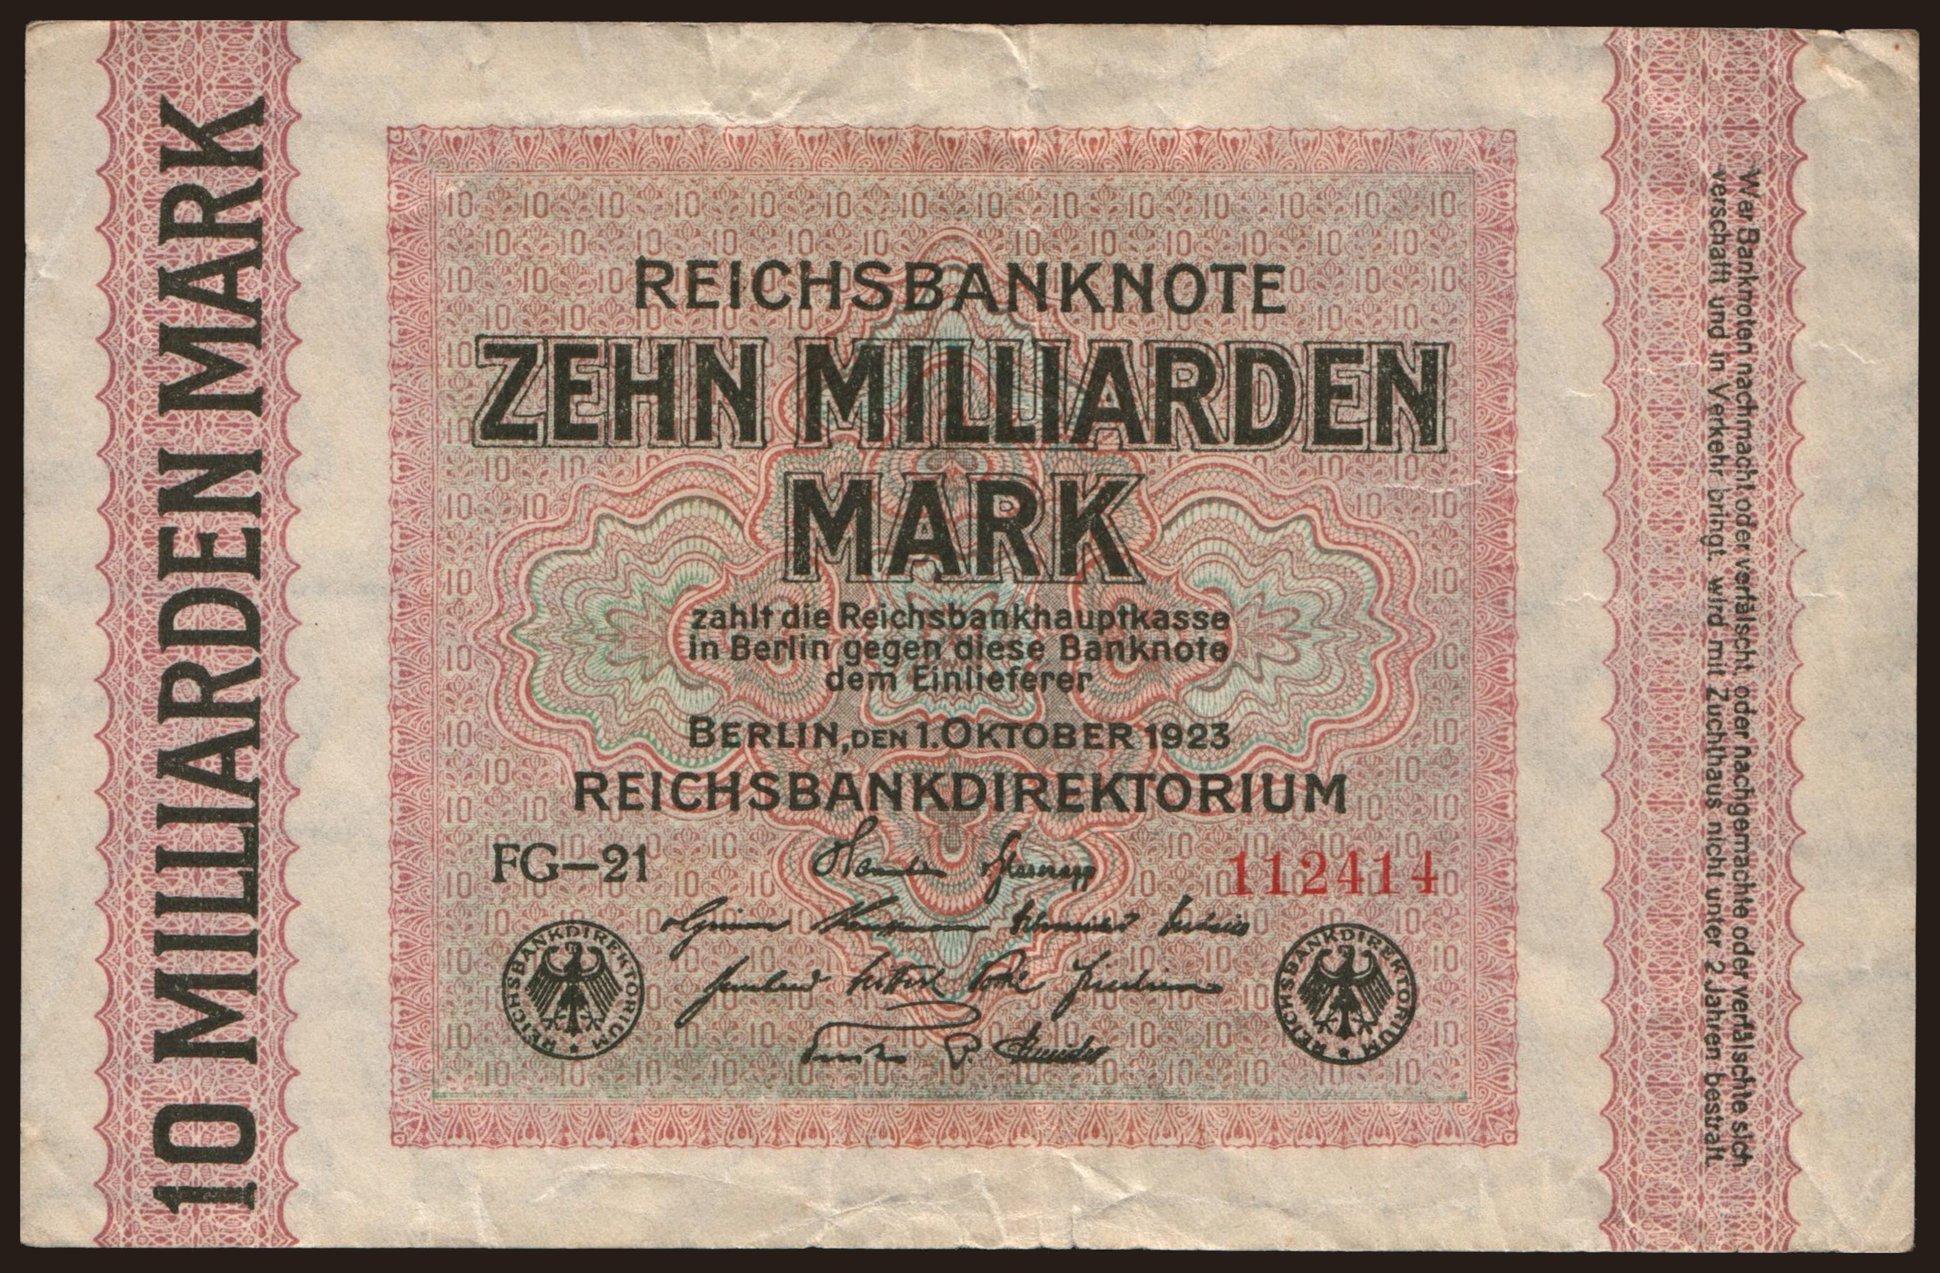 10 MILLIARDEN MARK
REICHSBANKNOTE
ZEHN MILLIARDEN
MARK
zahlt die Reichsbankhauptkasse
in Berlin gegen diese Banknote
dem Einlieferer
BERLIN, DEN 1. OKTOBER 1923
REICHSBANKDIREKTORIUM
FG-21
112414
REICHSBANKDIREKTORIUM
REICHSBANKDIREKTORIUM
Wer Banknoten nachmacht oder verfälscht, oder nachgemachte oder verfälschte sich
verschafft und in Verkehr bringt, wird mit Zuchthaus nicht unter 2 Jahren bestraft.